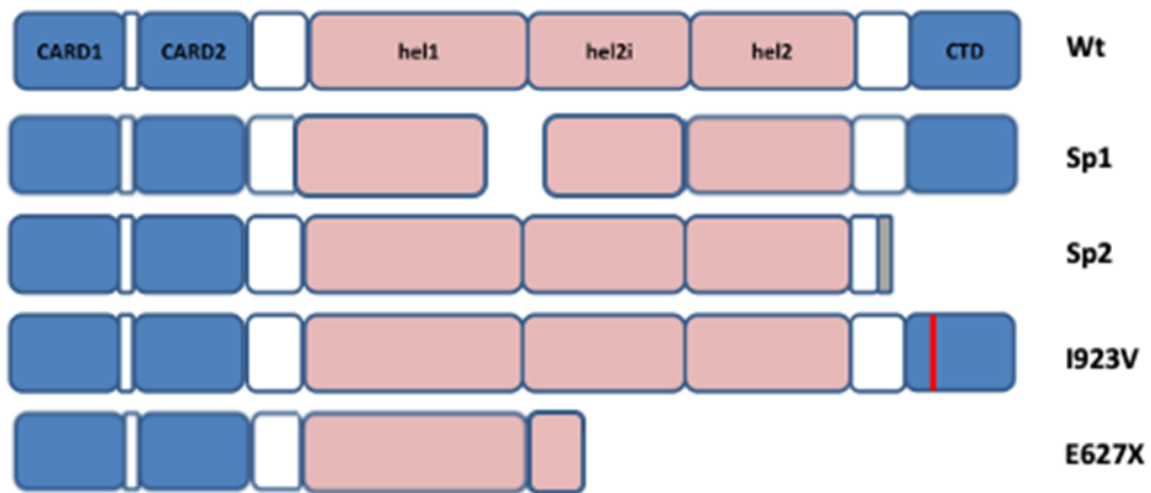 CARD1 CARD2 hel1 hel2i hel2 CTD Wt
Sp1
Sp2
I923V
E627X